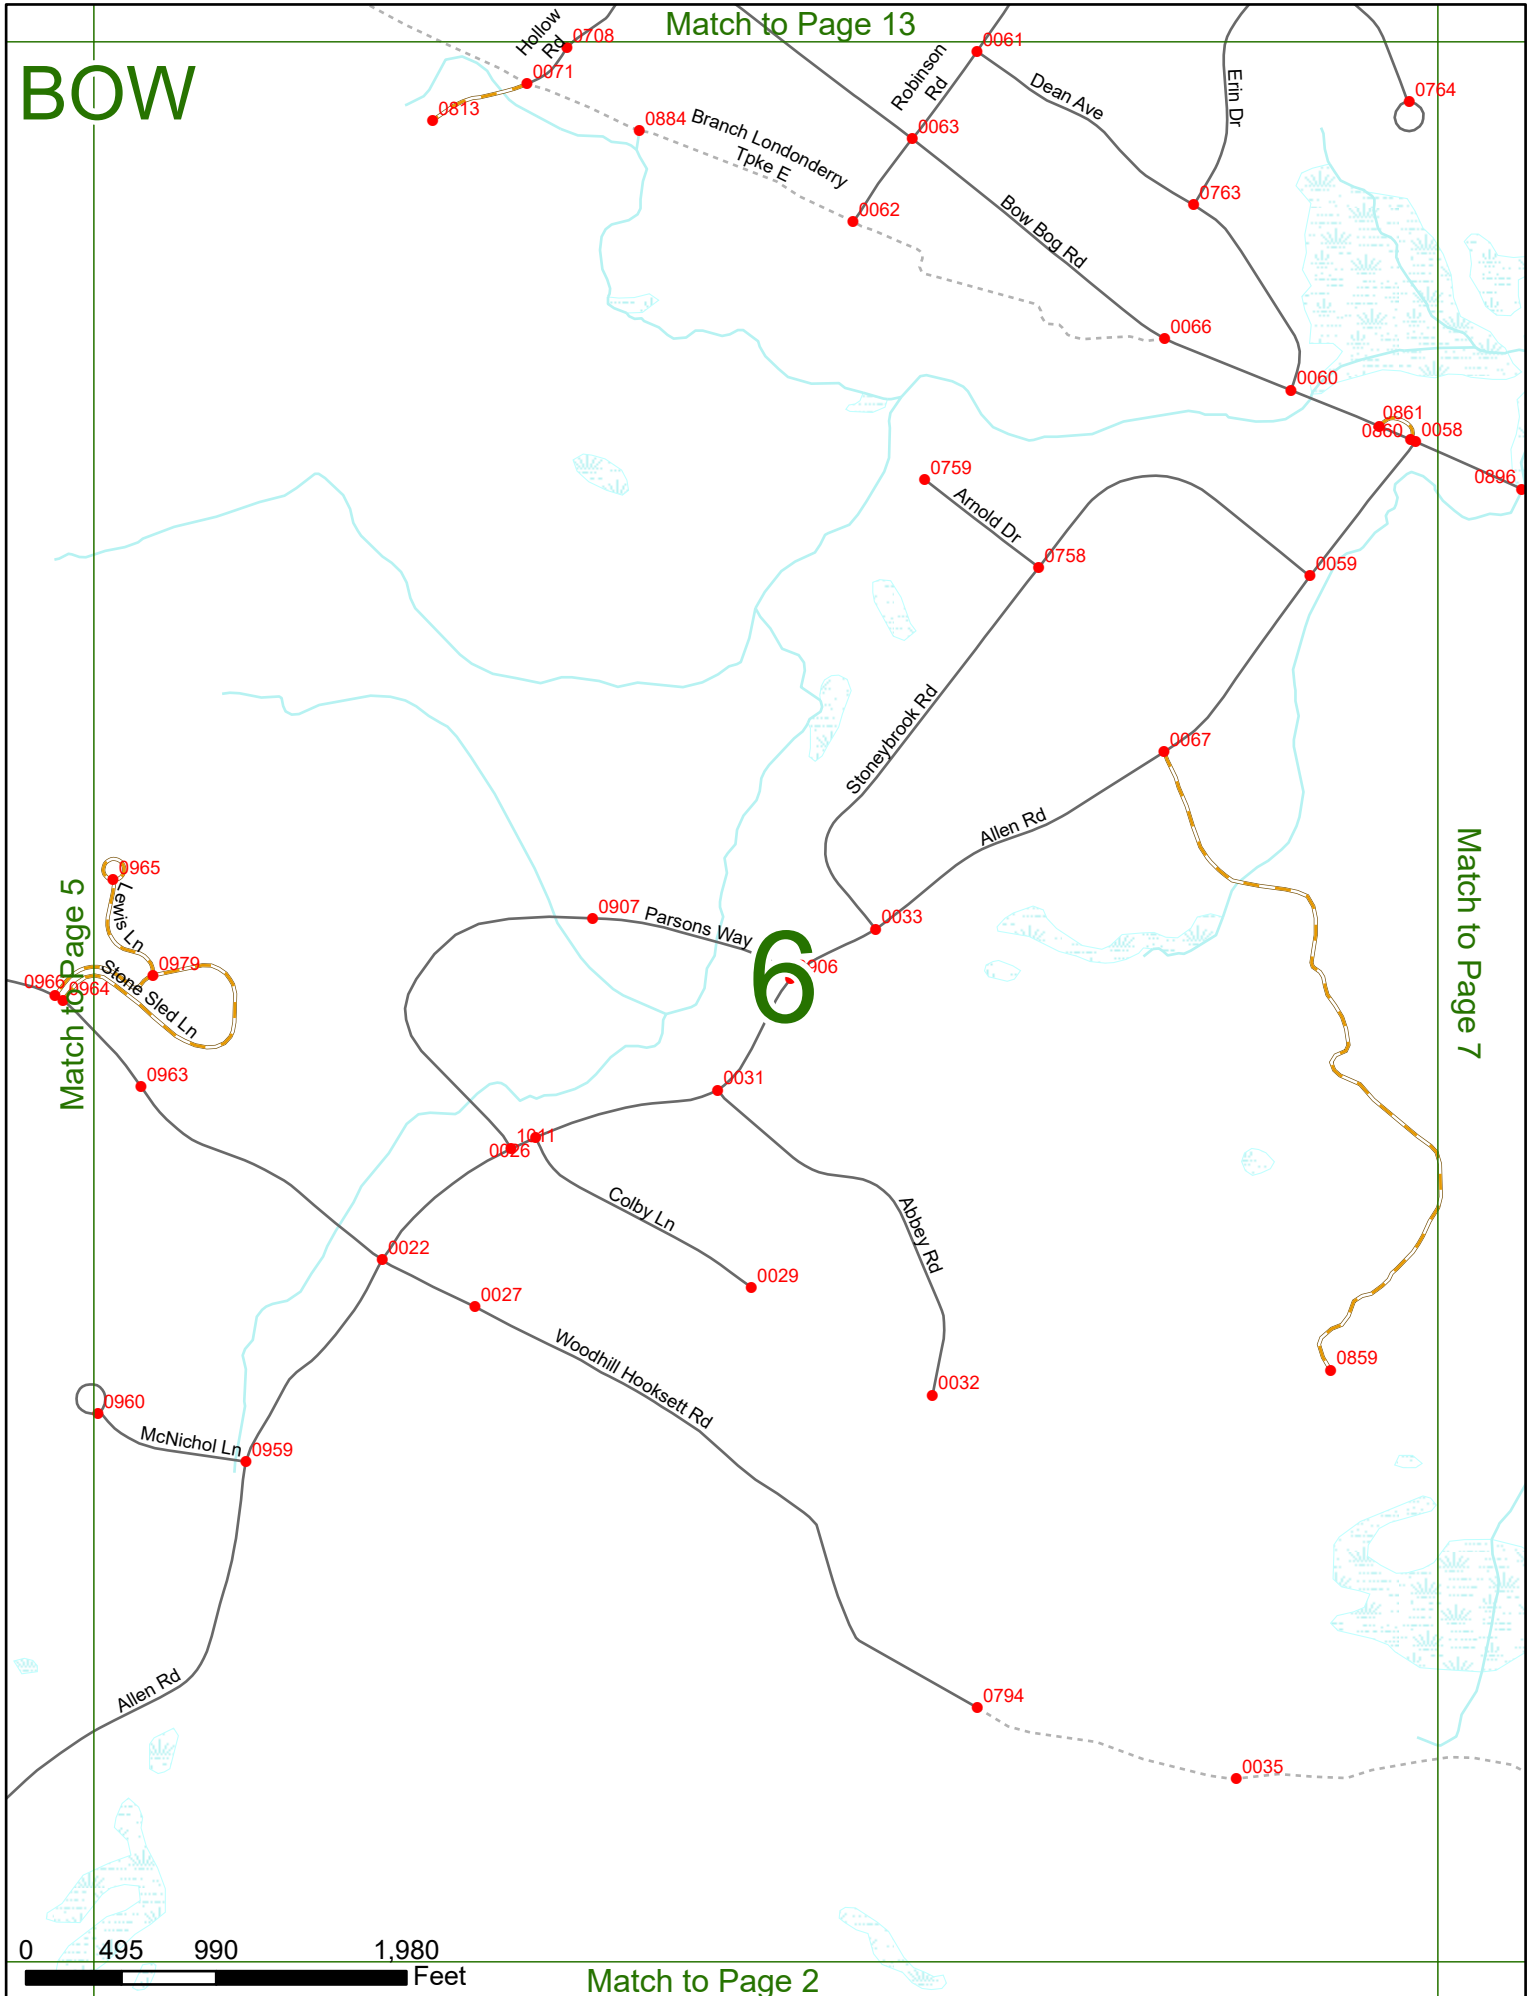 Match to Page 13
BOW
Hollow
Rd
0708
0071
0813
0884
Branch Londonderry
Tpke E
0062
Robinson
Rd
0061
0063
Dean Ave
Erin Dr
0764
0763
Bow Bog Rd
0066
0060
0861
0860
0058
0896
0759
Arnold Dr
0758
0059
Stoneybrook Rd
0067
Allen Rd
Match to Page 7
Match to Page 5
0965
Lewis Ln
0979
Stone Sled Ln
0966
0964
0963
0907
Parsons Way
0033
6
906
0031
1011
0026
Colby Ln
0029
Abbey Rd
0032
0022
0027
Woodhill Hooksett Rd
0859
0960
McNichol Ln
0959
Allen Rd
0794
0035
0 495 990 1,980
Feet
Match to Page 2